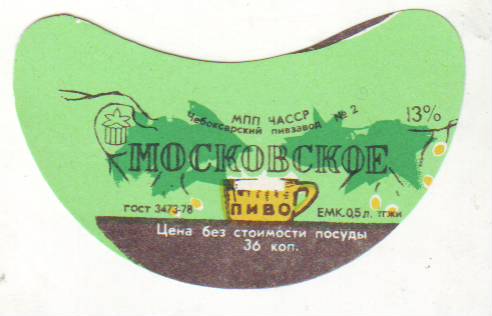 МПП ЧАССР
Чебоксарский пивзавод № 2
13%
МОСКОВСКОЕ
ПИВО
ГОСТ 3473-78
ЕМК. 0,5 л. ТГЖИ
Цена без стоимости посуды
36 коп.